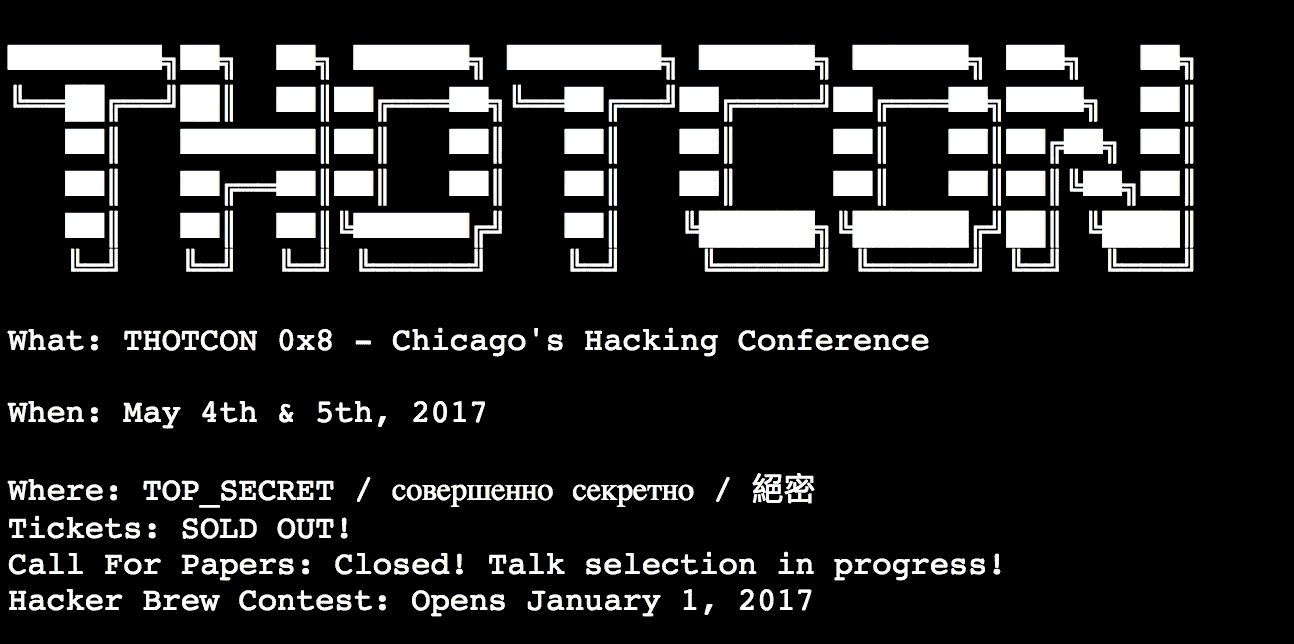 THOTCON
What: THOTCON 0x8 – Chicago's Hacking Conference
When: May 4th & 5th, 2017
Where: TOP_SECRET / совершенно секретно / 絕密
Tickets: SOLD OUT!
Call For Papers: Closed! Talk selection in progress!
Hacker Brew Contest: Opens January 1, 2017